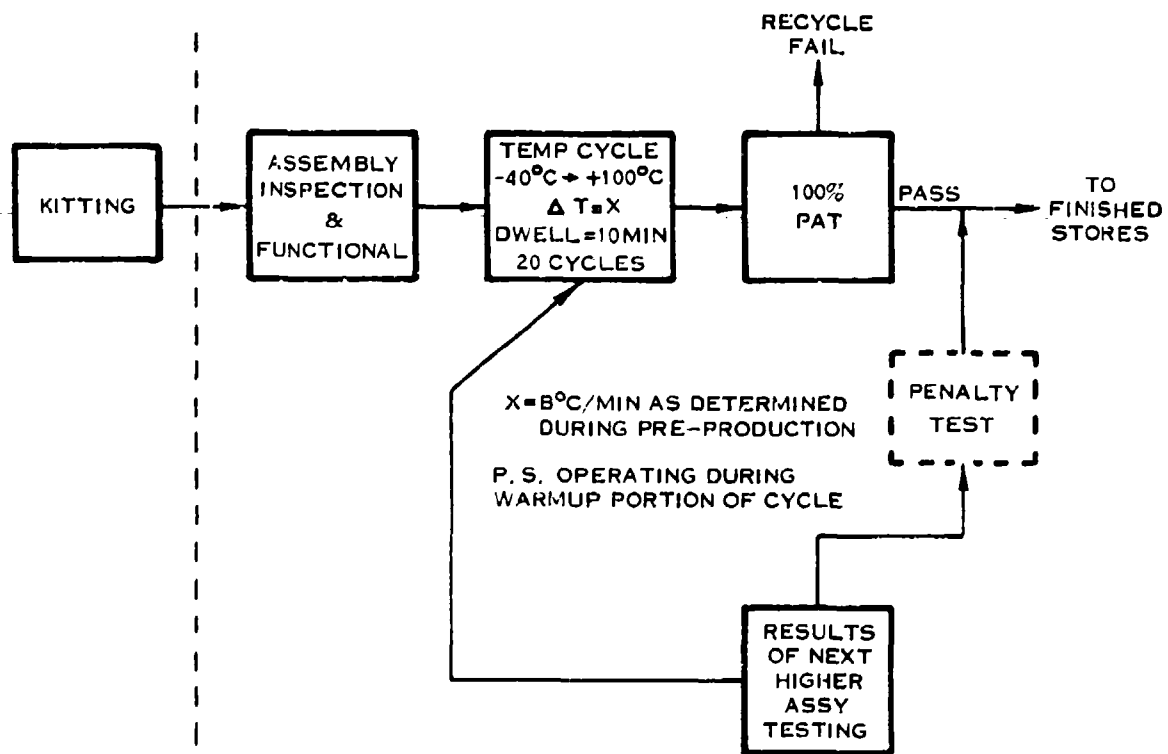 RECYCLE
FAIL
KITTING
ASSEMBLY
INSPECTION
&
FUNCTIONAL
TEMP CYCLE
-40°C → +100°C
Δ T=X
DWELL=10MIN
20 CYCLES
100%
PAT
PASS
TO
FINISHED
STORES
X=8°C/MIN AS DETERMINED
DURING PRE-PRODUCTION
P.S. OPERATING DURING
WARMUP PORTION OF CYCLE
PENALTY
TEST
RESULTS
OF NEXT
HIGHER
ASSY
TESTING